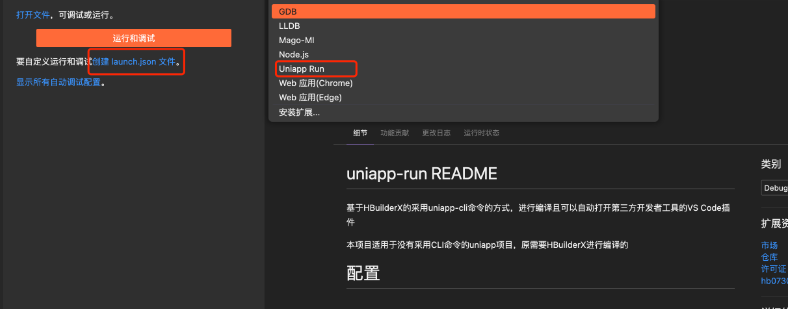 打开文件，可调试或运行。
运行和调试
要自定义运行和调试创建 launch.json 文件。
显示所有自动调试配置。
GDB
LLDB
Mago-MI
Node.js
Uniapp Run
Web 应用(Chrome)
Web 应用(Edge)
安装扩展...
细节 功能贡献 更改日志 运行时状态
uniapp-run README
基于HBuilderX的采用uniapp-cli命令的方式，进行编译且可以自动打开第三方开发者工具的VS Code插
件
本项目适用于没有采用CLI命令的uniapp项目，原需要HBuilderX进行编译的
配置
类别
Debug
扩展资
市场
仓库
许可证
hb0730